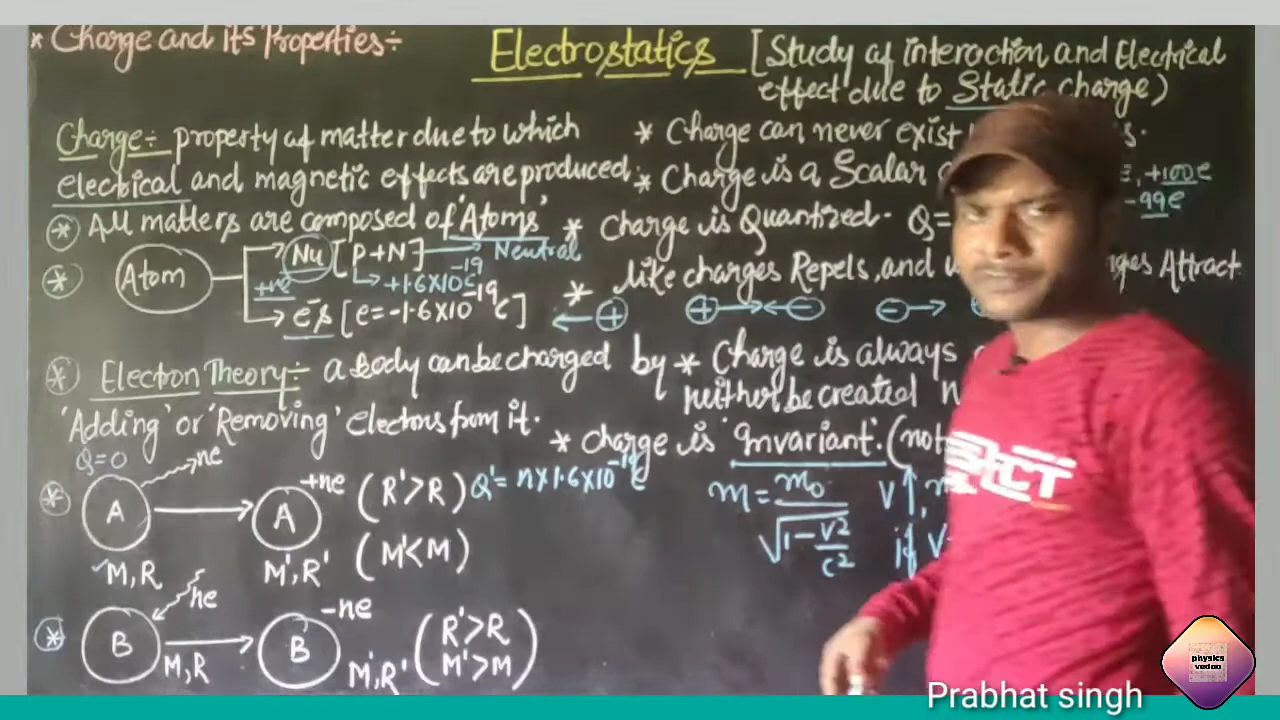 * Charge and its Properties:-
Electrostatics [Study of interaction and Electrical
effect due to Static charge)
Charge:- property of matter due to which
electrical and magnetic effects are produced.
* All matters are composed of 'Atoms'
* Atom
Nu [P+N] → Neutral
+ve
+1.6×10⁻¹⁹c
e⁻s [e=-1.6×10⁻¹⁹c]
* Electron Theory:- a body can be charged by
'Adding' or 'Removing' electrons from it.
Q=0
ne
* A → A +ne (R'>R) Q'= n×1.6×10⁻¹⁹c
M,R M',R' (M'<M)
ne
* B → B -ne (R'>R
M'>M)
M,R M',R'
* Charge can never exist
* Charge is a Scalar
, +100e
-99e
* Charge is Quantized. Q=
* like charges Repels, and Attract
+ + - -
* Charge is always
neither be created
* charge is 'Invariant'. (not
m = m₀/√1-v²/c² V↑,
if V
physics
vedaa
Prabhat singh